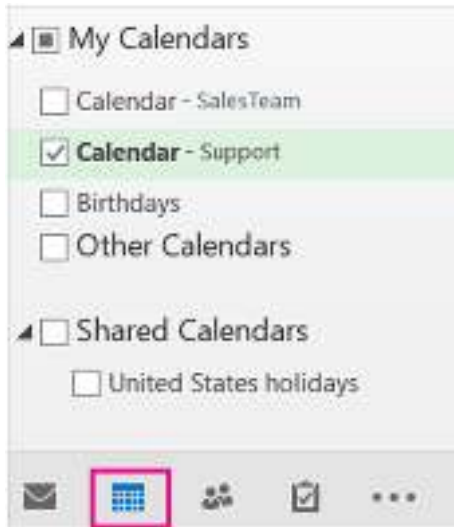 My Calendars
Calendar - SalesTeam
Calendar - Support
Birthdays
Other Calendars
Shared Calendars
United States holidays